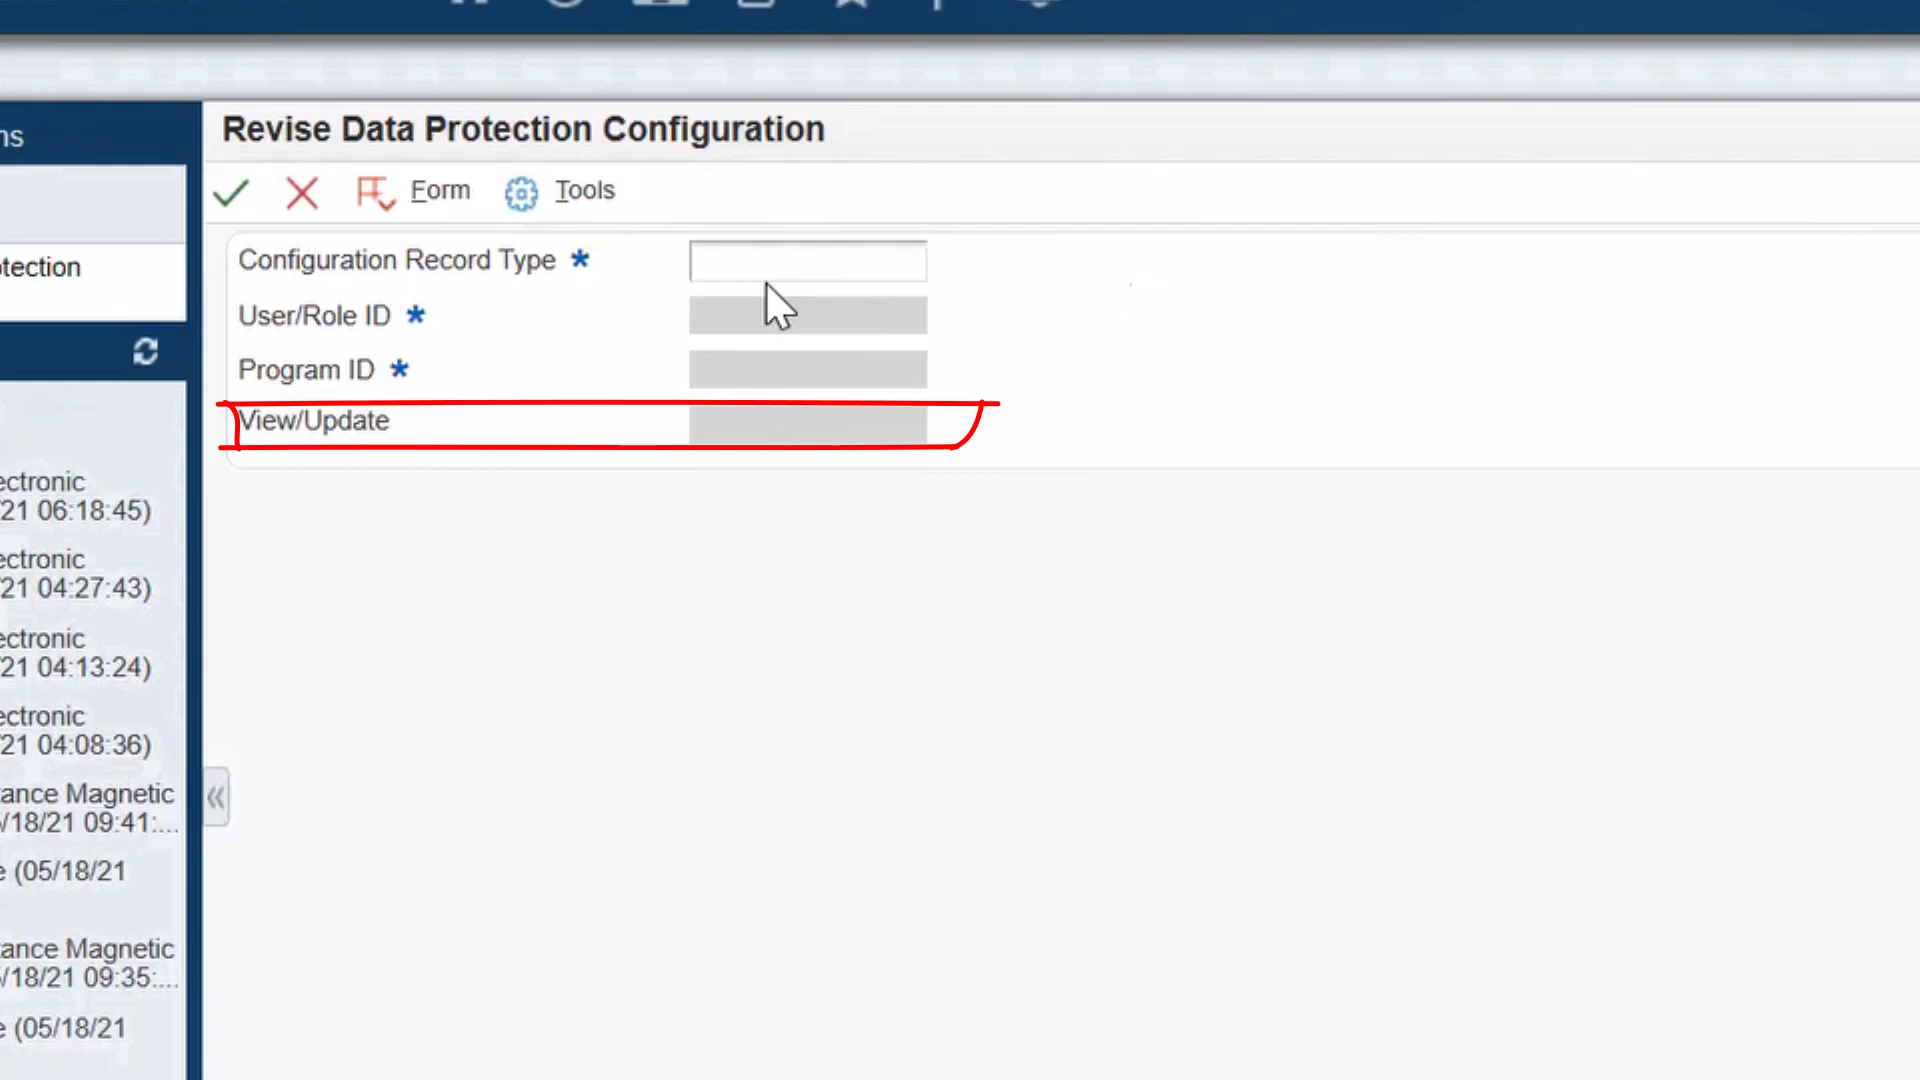 ns
Revise Data Protection Configuration
Form
Tools
tection
Configuration Record Type *
User/Role ID *
Program ID *
View/Update
ectronic
/21 06:18:45)
ectronic
/21 04:27:43)
ectronic
/21 04:13:24)
ectronic
/21 04:08:36)
tance Magnetic
/18/21 09:41:...
e (05/18/21
tance Magnetic
/18/21 09:35:...
e (05/18/21